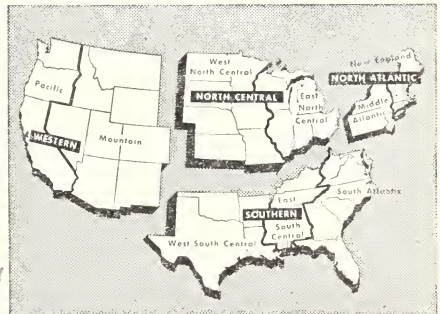 Pacific
WESTERN
Mountain
West
North Central
NORTH CENTRAL
East
North
Central
New England
NORTH ATLANTIC
Middle
Atlantic
South Atlantic
East
SOUTHERN
South
Central
West South Central